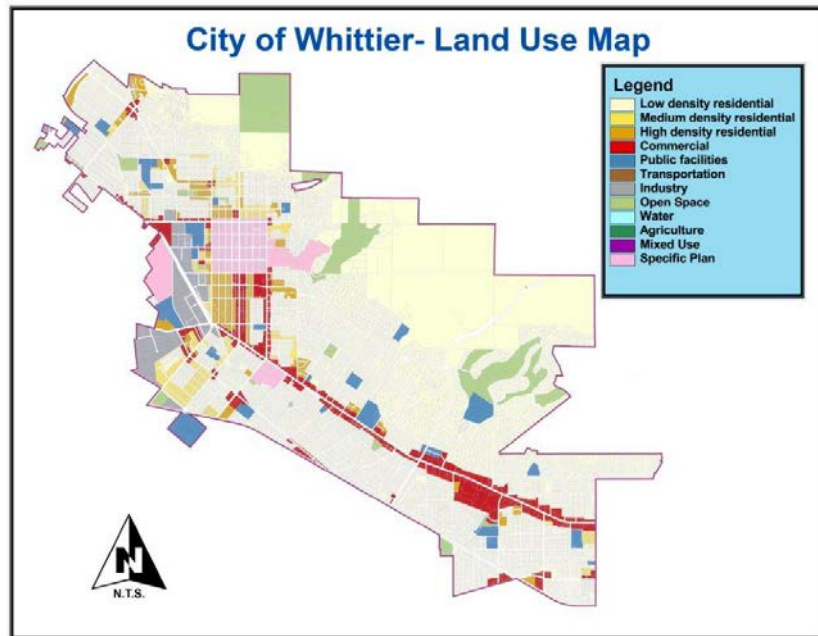 City of Whittier- Land Use Map
Legend
Low density residential
Medium density residential
High density residential
Commercial
Public facilities
Transportation
Industry
Open Space
Water
Agriculture
Mixed Use
Specific Plan
N
N.T.S.